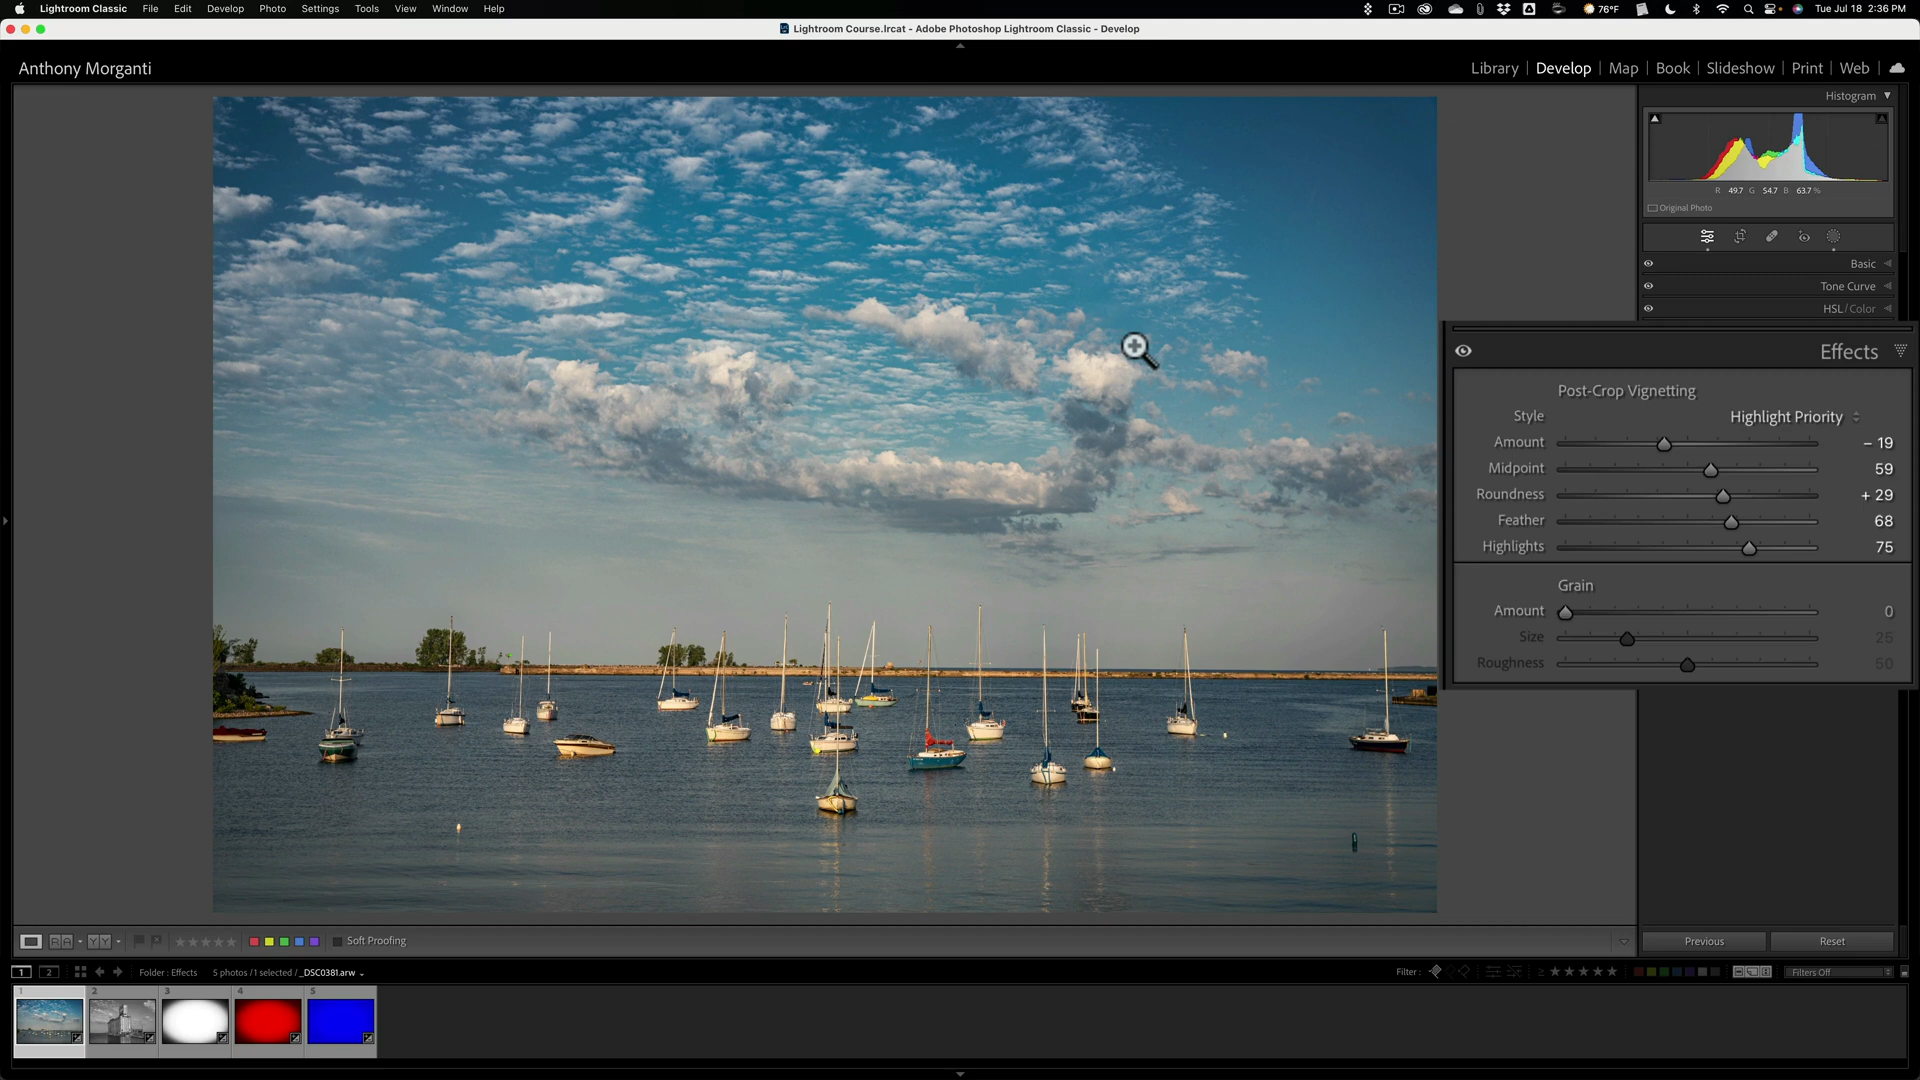 Lightroom Classic File Edit Develop Photo Settings Tools View Window Help 76°F Tue Jul 18 2:36 PM
Lightroom Course.lrcat - Adobe Photoshop Lightroom Classic - Develop
Anthony Morganti Library | Develop | Map | Book | Slideshow | Print | Web |
Histogram
R 49.7 G 54.7 B 63.7 %
Original Photo
Basic
Tone Curve
HSL / Color
Effects
Post-Crop Vignetting
Style Highlight Priority
Amount – 19
Midpoint 59
Roundness + 29
Feather 68
Highlights 75
Grain
Amount 0
Size 25
Roughness 50
RA YY Soft Proofing Previous Reset
1 2 Folder : Effects 5 photos / 1 selected / _DSC0381.arw Filter : ≥ Filters Off
1 2 3 4 5